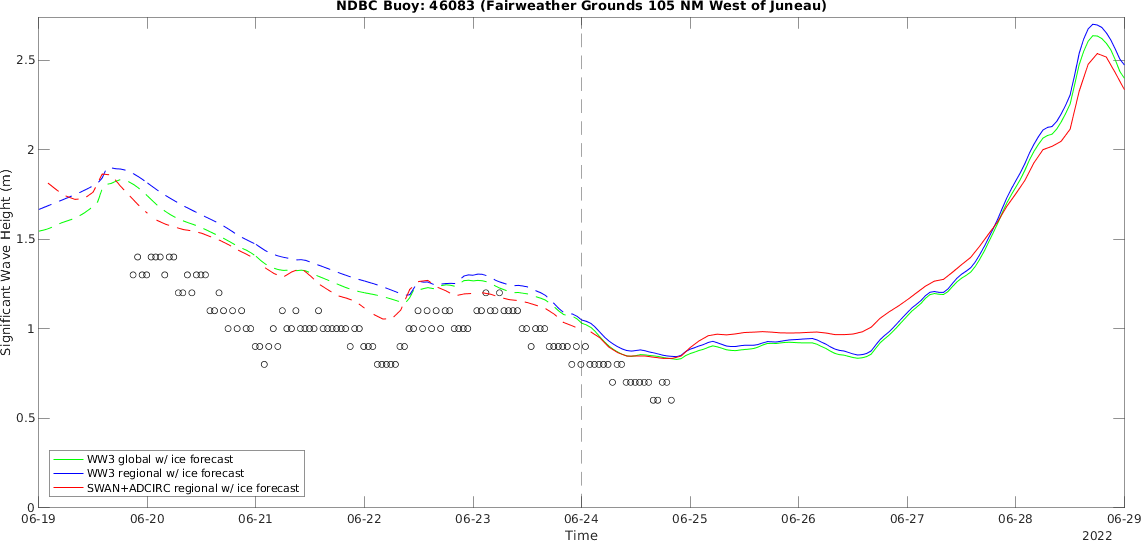 NDBC Buoy: 46083 (Fairweather Grounds 105 NM West of Juneau)
Significant Wave Height (m)
2.5
2
1.5
1
0.5
0
WW3 global w/ ice forecast
WW3 regional w/ ice forecast
SWAN+ADCIRC regional w/ ice forecast
06-19 06-20 06-21 06-22 06-23 06-24 06-25 06-26 06-27 06-28 06-29
Time
2022